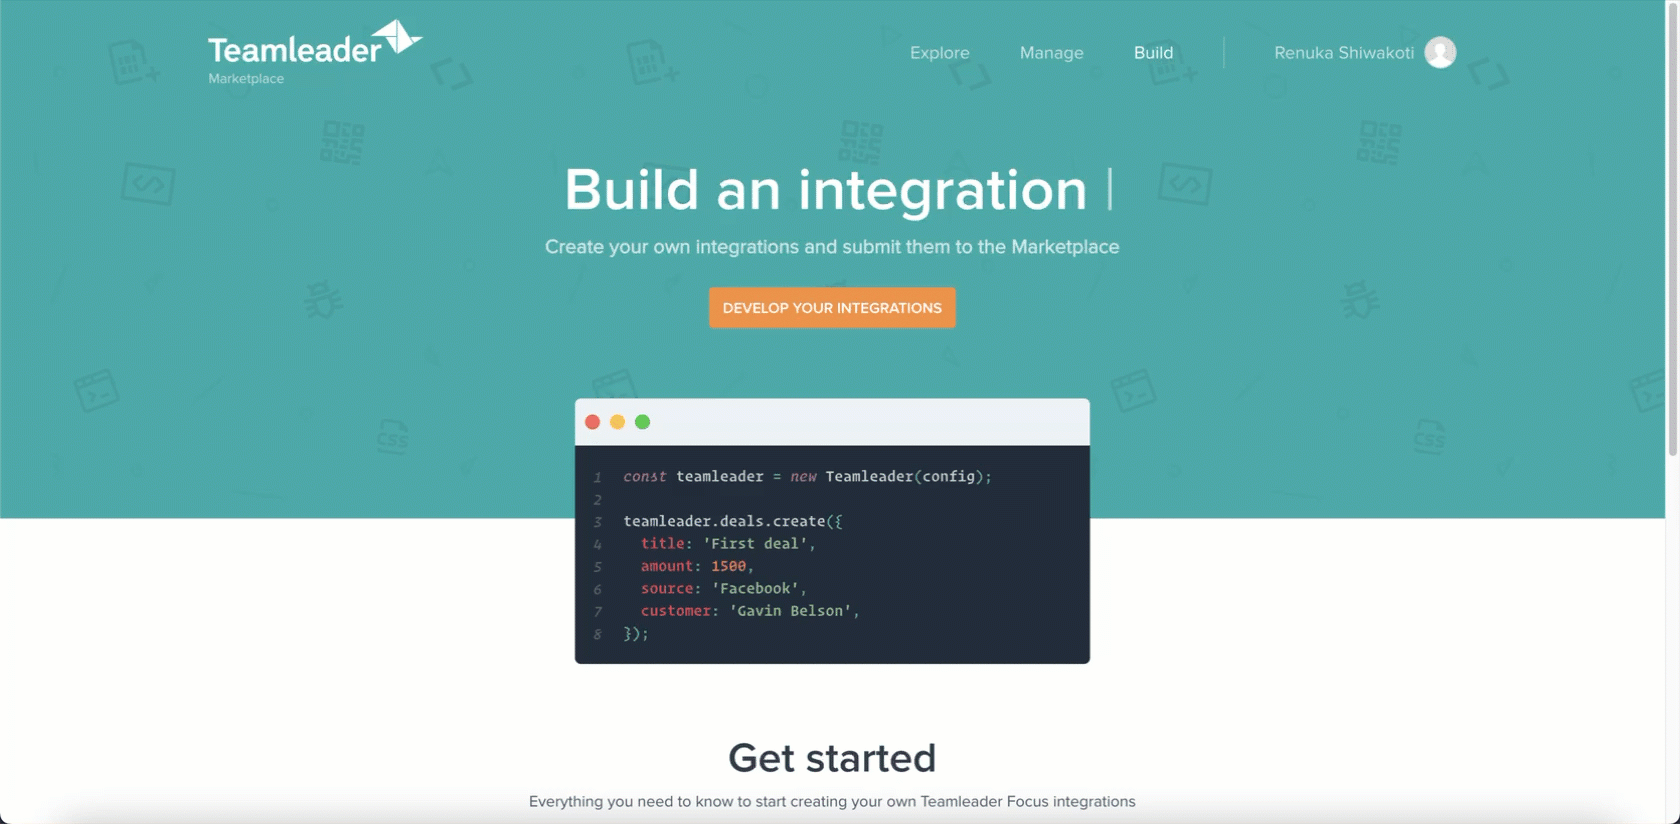 Teamleader
Marketplace
Explore Manage Build Renuka Shiwakoti
Build an integration |
Create your own integrations and submit them to the Marketplace
DEVELOP YOUR INTEGRATIONS
1 const teamleader = new Teamleader(config);
2
3 teamleader.deals.create({
4 title: 'First deal',
5 amount: 1500,
6 source: 'Facebook',
7 customer: 'Gavin Belson',
8 });
Get started
Everything you need to know to start creating your own Teamleader Focus integrations